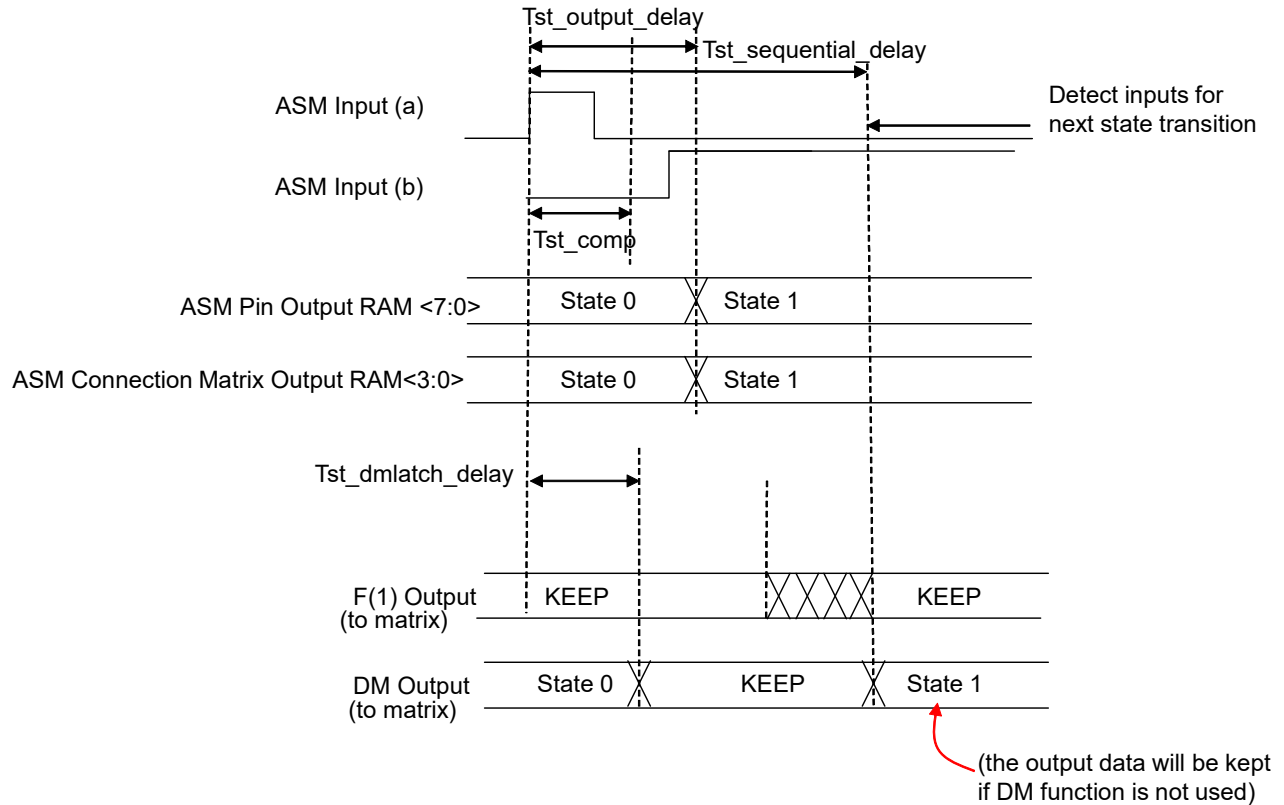 Tst_output_delay
Tst_sequential_delay
ASM Input (a)
Detect inputs for
next state transition
ASM Input (b)
Tst_comp
ASM Pin Output RAM <7:0>
State 0
State 1
ASM Connection Matrix Output RAM<3:0>
State 0
State 1
Tst_dmlatch_delay
F(1) Output
(to matrix)
KEEP
KEEP
DM Output
(to matrix)
State 0
KEEP
State 1
(the output data will be kept
if DM function is not used)